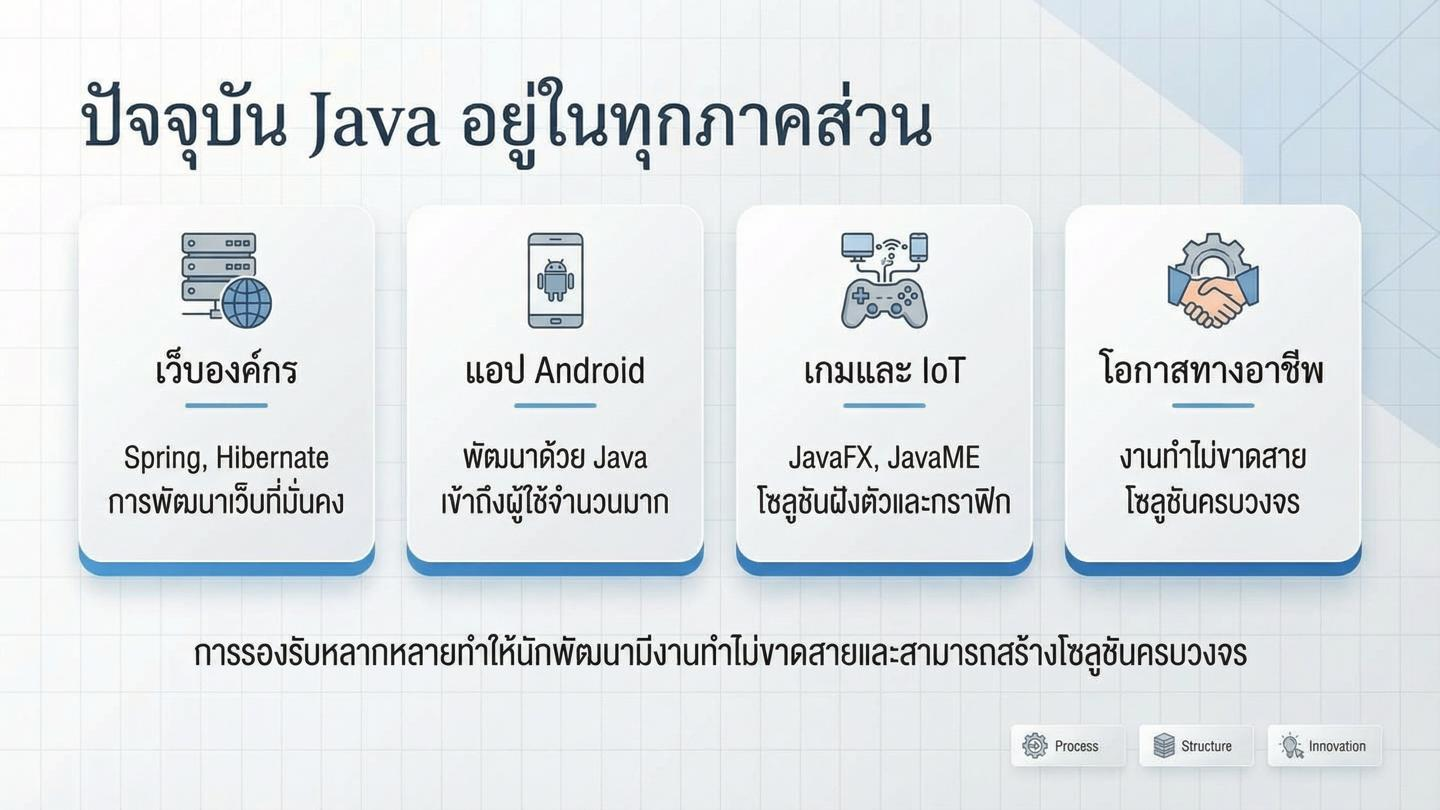 ปัจจุบัน Java อยู่ในทุกภาคส่วน
เว็บองค์กร
Spring, Hibernate
การพัฒนาเว็บที่มั่นคง
แอป Android
พัฒนาด้วย Java
เข้าถึงผู้ใช้จำนวนมาก
เกมและ IoT
JavaFX, JavaME
โซลูชันฝังตัวและกราฟิก
โอกาสทางอาชีพ
งานทำไม่ขาดสาย
โซลูชันครบวงจร
การรองรับหลากหลายทำให้นักพัฒนามีงานทำไม่ขาดสายและสามารถสร้างโซลูชันครบวงจร
Process
Structure
Innovation